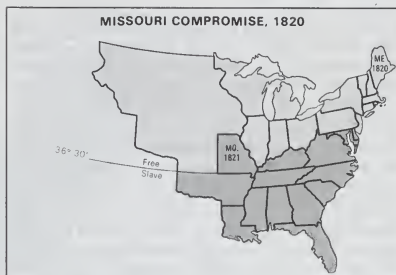 MISSOURI COMPROMISE, 1820
ME.
1820
MO.
1821
36° 30'
Free
Slave